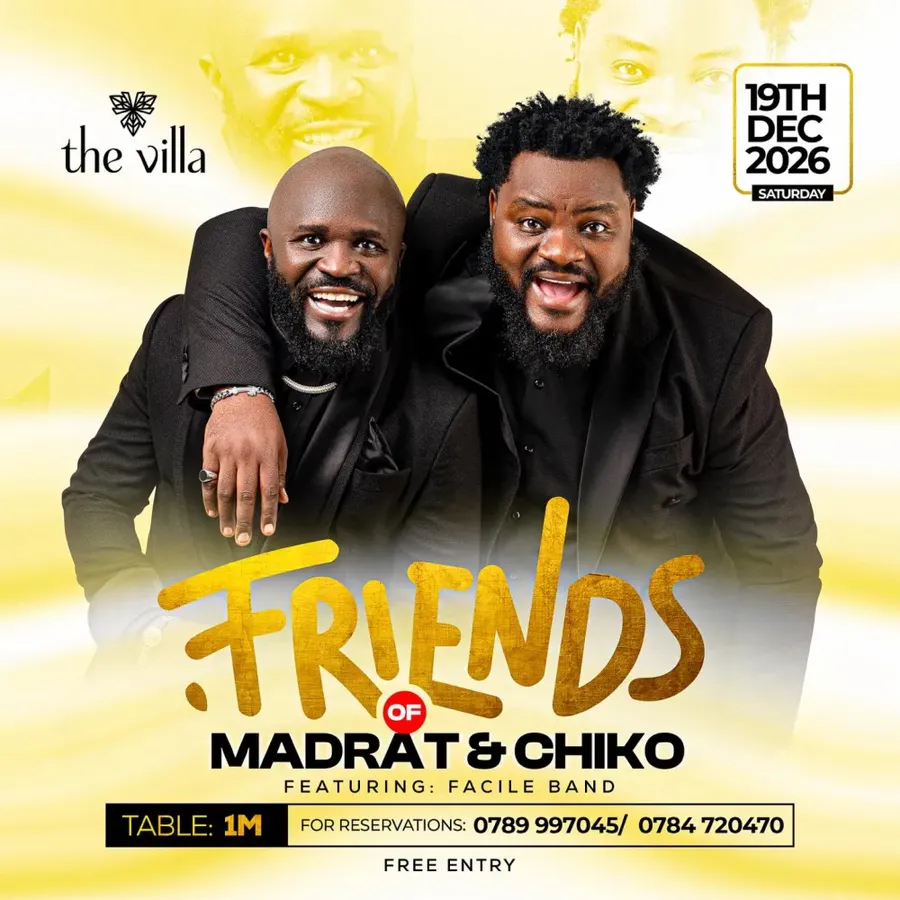 the villa
19TH
DEC
2026
SATURDAY
FRIENDS
OF
MADRAT & CHIKO
FEATURING: FACILE BAND
TABLE: 1M
FOR RESERVATIONS: 0789 997045/ 0784 720470
FREE ENTRY